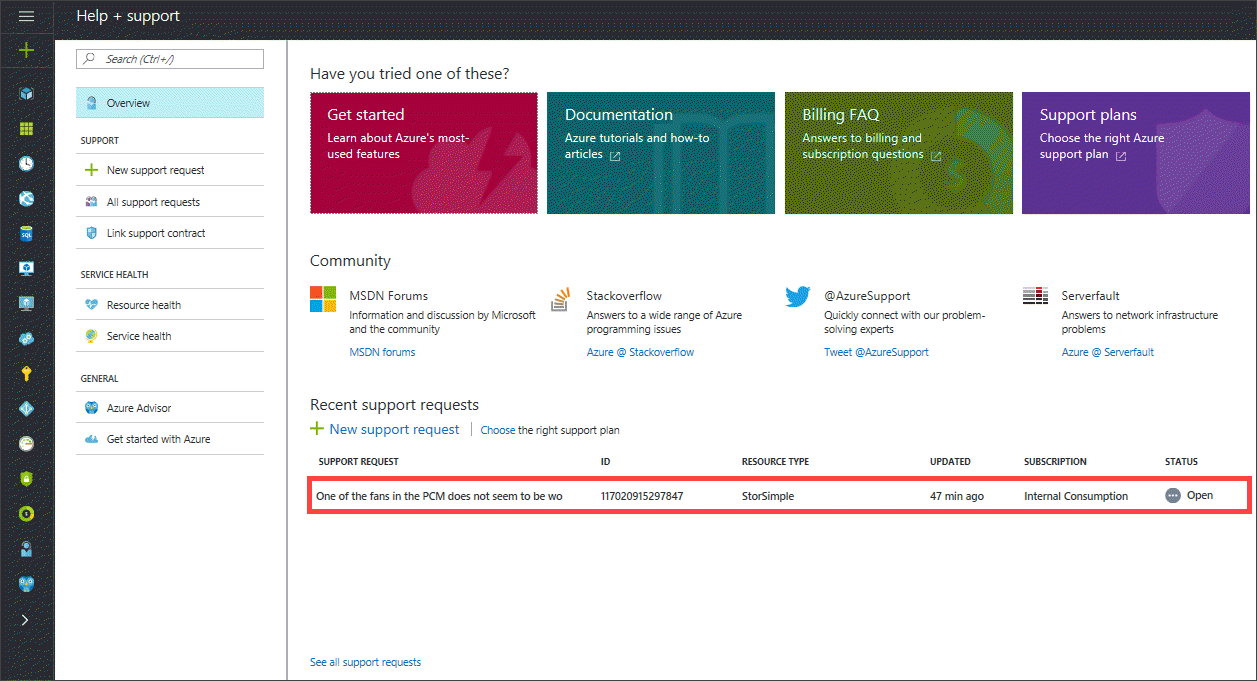 Help + support
Search (Ctrl+/)
Overview
SUPPORT
New support request
All support requests
Link support contract
SERVICE HEALTH
Resource health
Service health
GENERAL
Azure Advisor
Get started with Azure
Have you tried one of these?
Get started
Learn about Azure's most-
used features
Documentation
Azure tutorials and how-to
articles
Billing FAQ
Answers to billing and
subscription questions
Support plans
Choose the right Azure
support plan
Community
MSDN Forums
Information and discussion by Microsoft
and the community
MSDN forums
Stackoverflow
Answers to a wide range of Azure
programming issues
Azure @ Stackoverflow
@AzureSupport
Quickly connect with our problem-
solving experts
Tweet @AzureSupport
Serverfault
Answers to network infrastructure
problems
Azure @ Serverfault
Recent support requests
New support request Choose the right support plan
SUPPORT REQUEST ID RESOURCE TYPE UPDATED SUBSCRIPTION STATUS
One of the fans in the PCM does not seem to be wo 117020915297847 StorSimple 47 min ago Internal Consumption Open
See all support requests